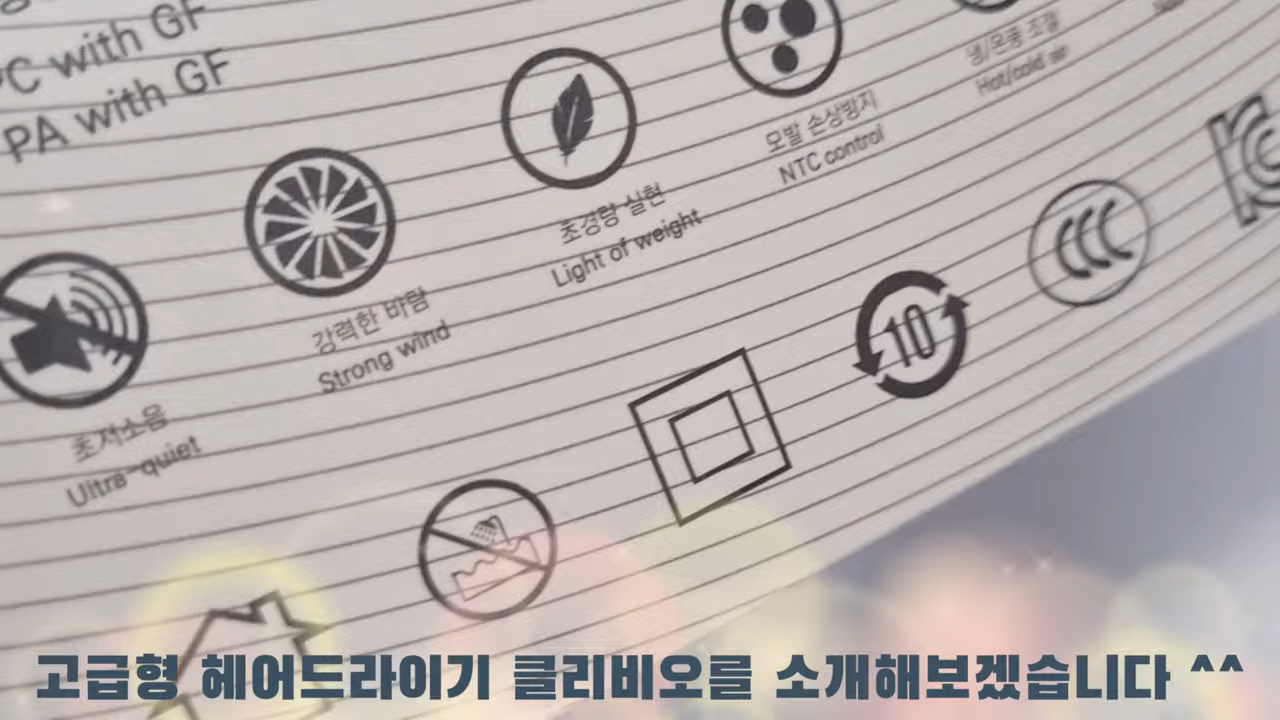 PC with GF
PA with GF
냉/온풍 조절
Hot/cold air
모발 손상방지
NTC control
초경량 실현
Light of weight
강력한 바람
Strong wind
초저소음
Ultra-quiet
10
CCC
고급형 헤어드라이기 클리비오를 소개해보겠습니다 ^^